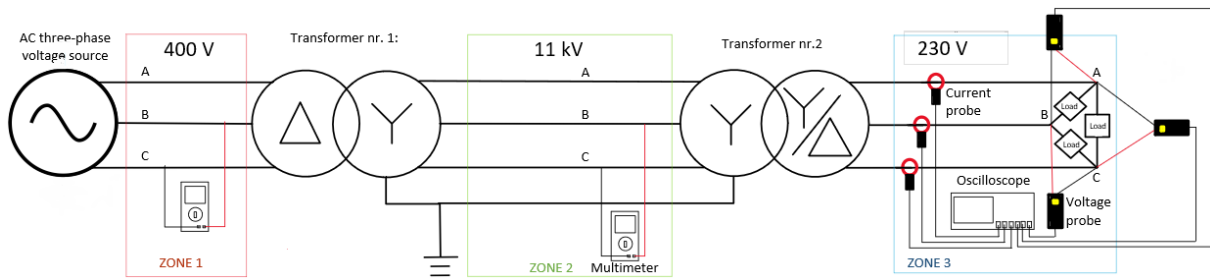 AC three-phase
voltage source
400 V
Transformer nr. 1:
11 kV
Transformer nr.2
230 V
A
B
C
A
B
C
Current
probe
A
B
C
Load
Load
Load
Oscilloscope
Voltage
probe
ZONE 1
ZONE 2
Multimeter
ZONE 3